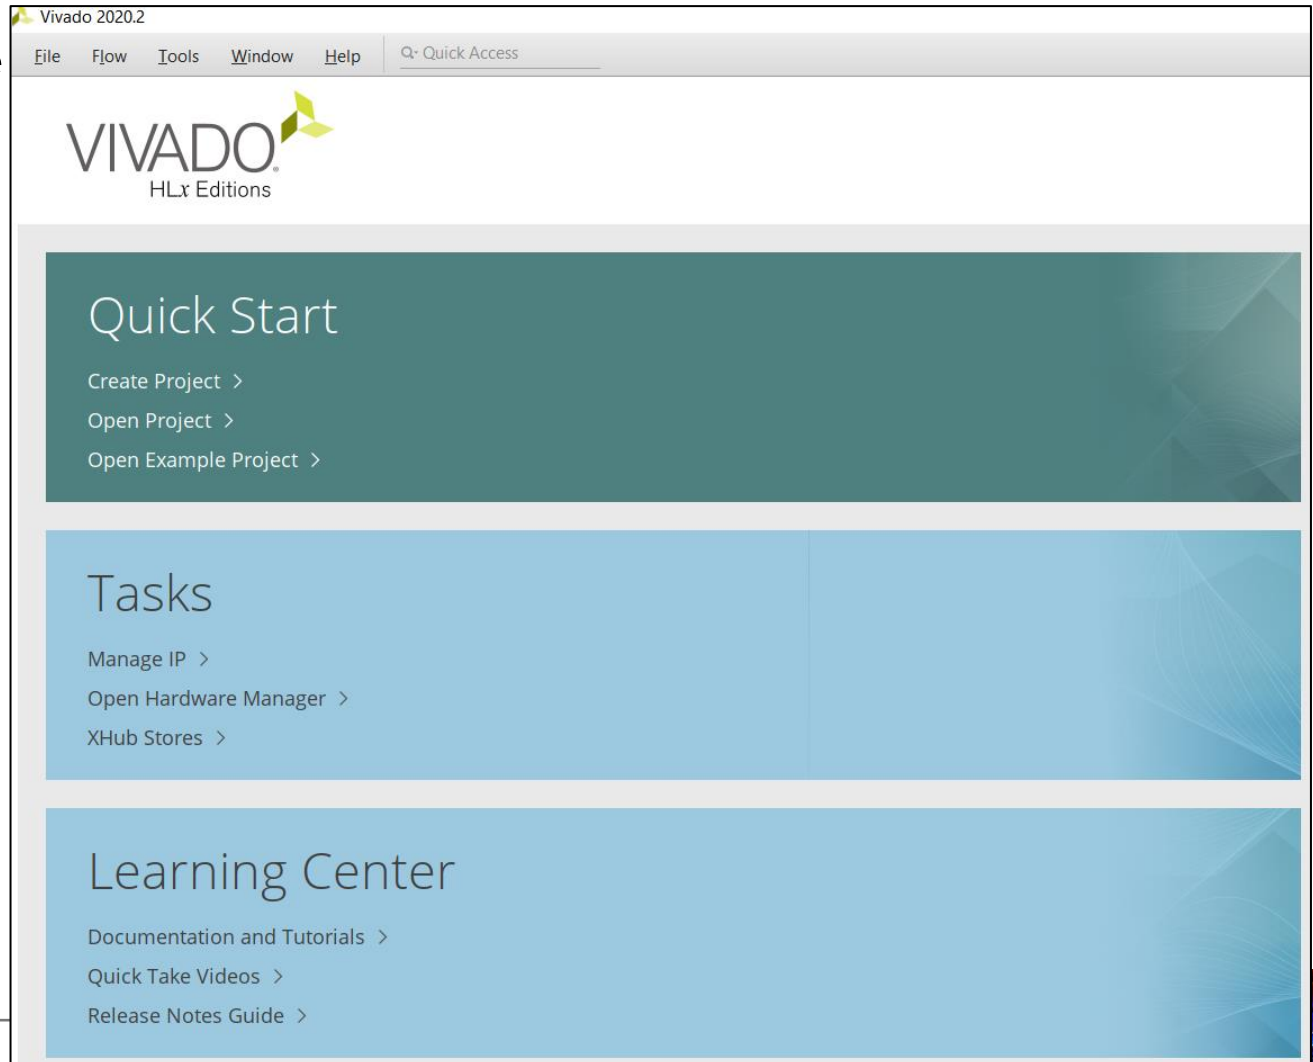 Vivado 2020.2
File Flow Tools Window Help Quick Access
VIVADO.
HLx Editions
Quick Start
Create Project >
Open Project >
Open Example Project >
Tasks
Manage IP >
Open Hardware Manager >
XHub Stores >
Learning Center
Documentation and Tutorials >
Quick Take Videos >
Release Notes Guide >